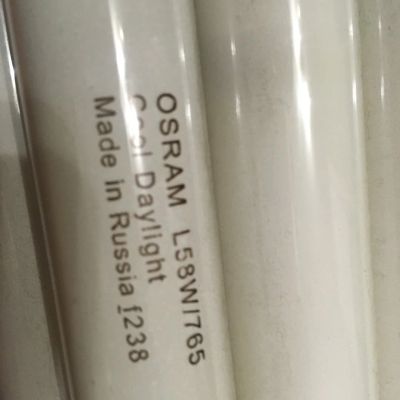 OSRAM L58W/765
Cool Daylight
Made in Russia f238